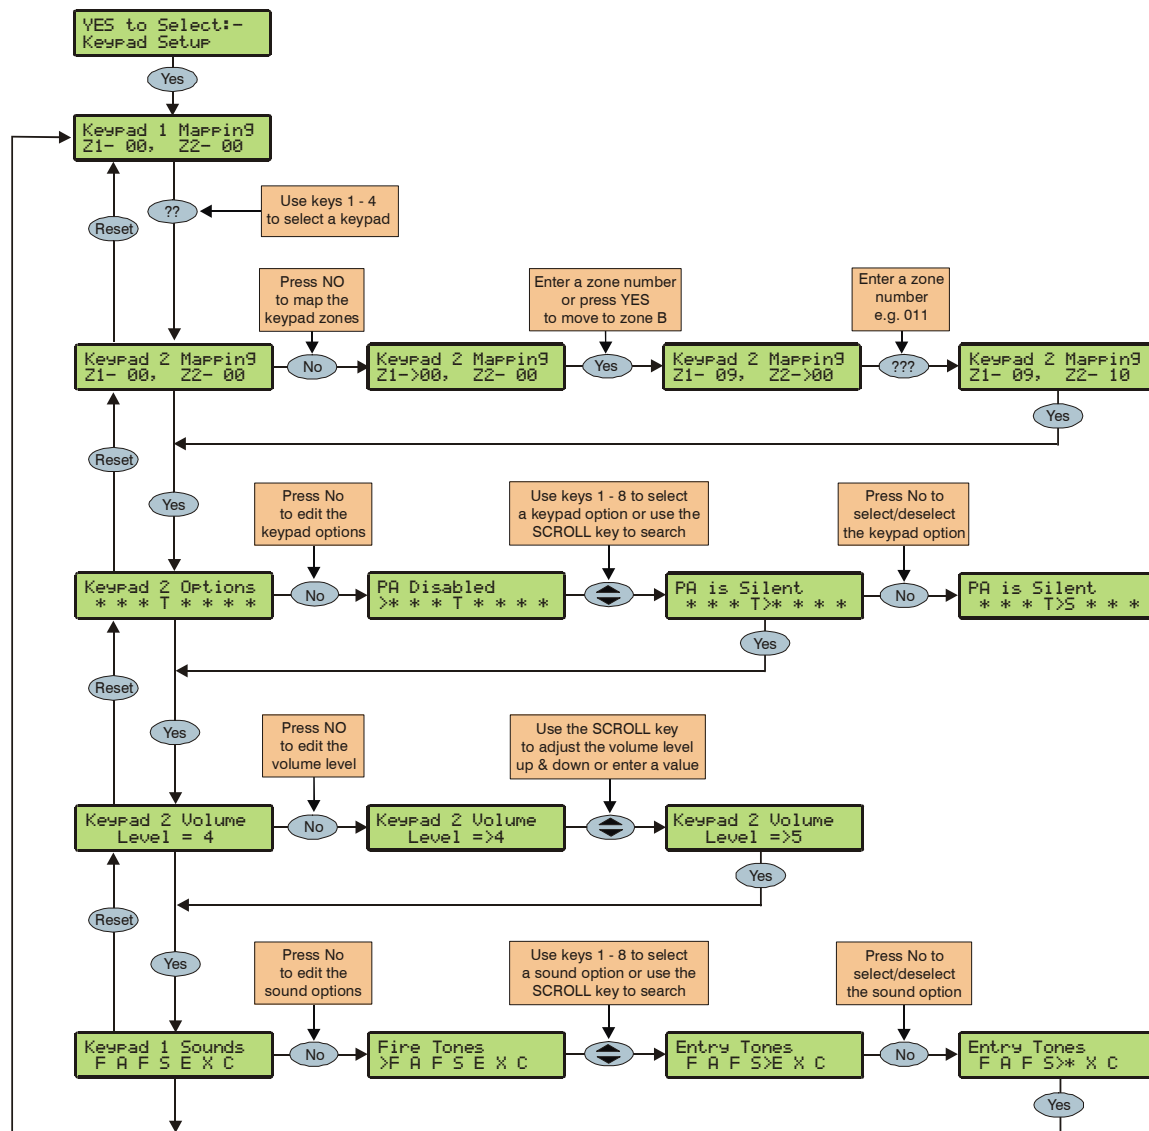 YES to Select:-
Keypad Setup
Yes
Keypad 1 Mapping
Z1- 00, Z2- 00
Reset
??
Use keys 1 - 4
to select a keypad
Press NO
to map the
keypad zones
Enter a zone number
or press YES
to move to zone B
Enter a zone
number
e.g. 011
Keypad 2 Mapping
Z1- 00, Z2- 00
No
Keypad 2 Mapping
Z1->00, Z2- 00
Yes
Keypad 2 Mapping
Z1- 09, Z2->00
???
Keypad 2 Mapping
Z1- 09, Z2- 10
Yes
Reset
Yes
Press No
to edit the
keypad options
Use keys 1 - 8 to select
a keypad option or use the
SCROLL key to search
Press No to
select/deselect
the keypad option
Keypad 2 Options
* * * T * * * *
No
PA Disabled
>* * * T * * * *
PA is Silent
* * * T>* * * *
No
PA is Silent
* * * T>S * * *
Yes
Reset
Yes
Press NO
to edit the
volume level
Use the SCROLL key
to adjust the volume level
up & down or enter a value
Keypad 2 Volume
Level = 4
No
Keypad 2 Volume
Level =>4
Keypad 2 Volume
Level =>5
Yes
Reset
Yes
Press No
to edit the
sound options
Use keys 1 - 8 to select
a sound option or use the
SCROLL key to search
Press No to
select/deselect
the sound option
Keypad 1 Sounds
F A F S E X C
No
Fire Tones
>F A F S E X C
Entry Tones
F A F S>E X C
No
Entry Tones
F A F S>* X C
Yes